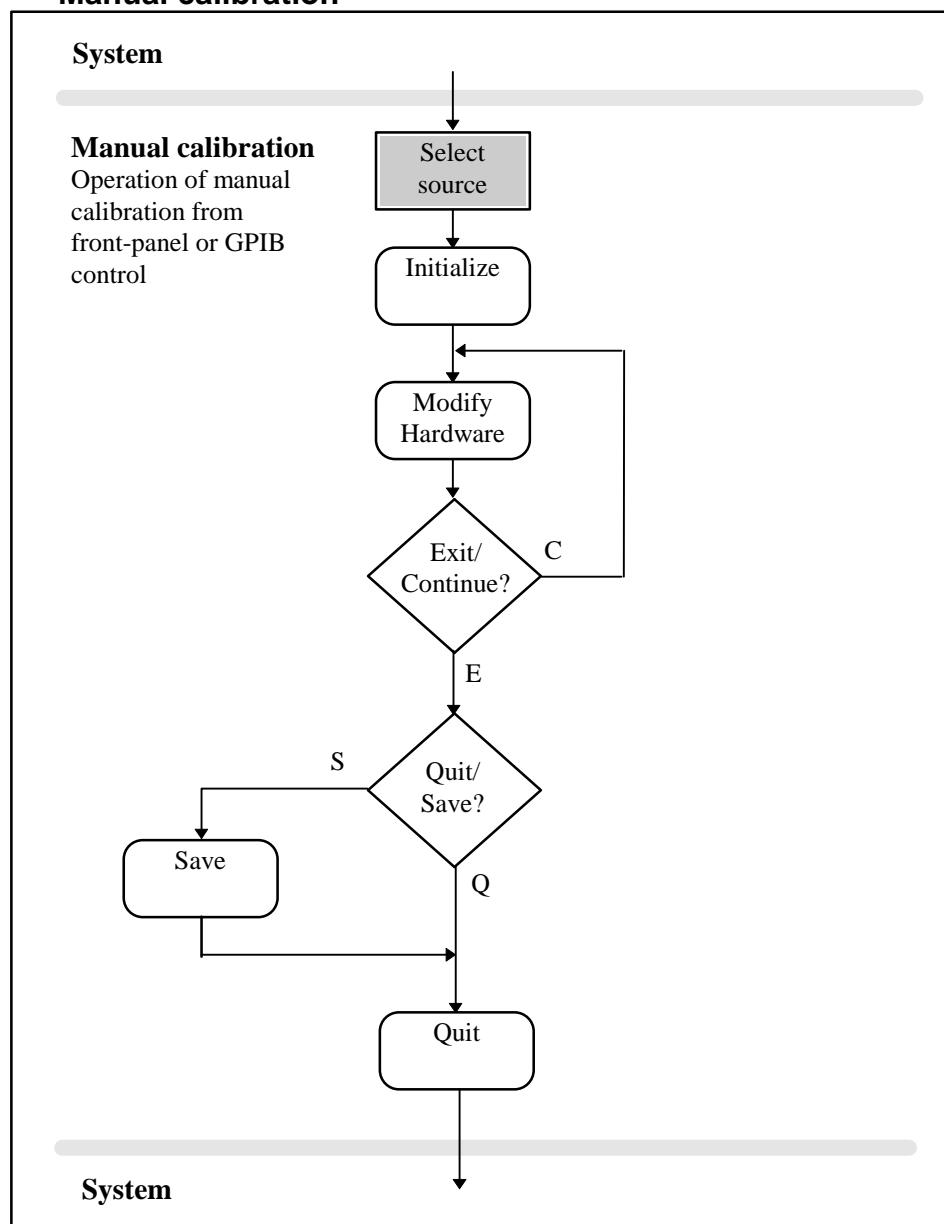 Manual calibration
System
Manual calibration
Operation of manual
calibration from
front-panel or GPIB
control
Select
source
Initialize
Modify
Hardware
Exit/
Continue?
C
E
Quit/
Save?
S
Save
Q
Quit
System